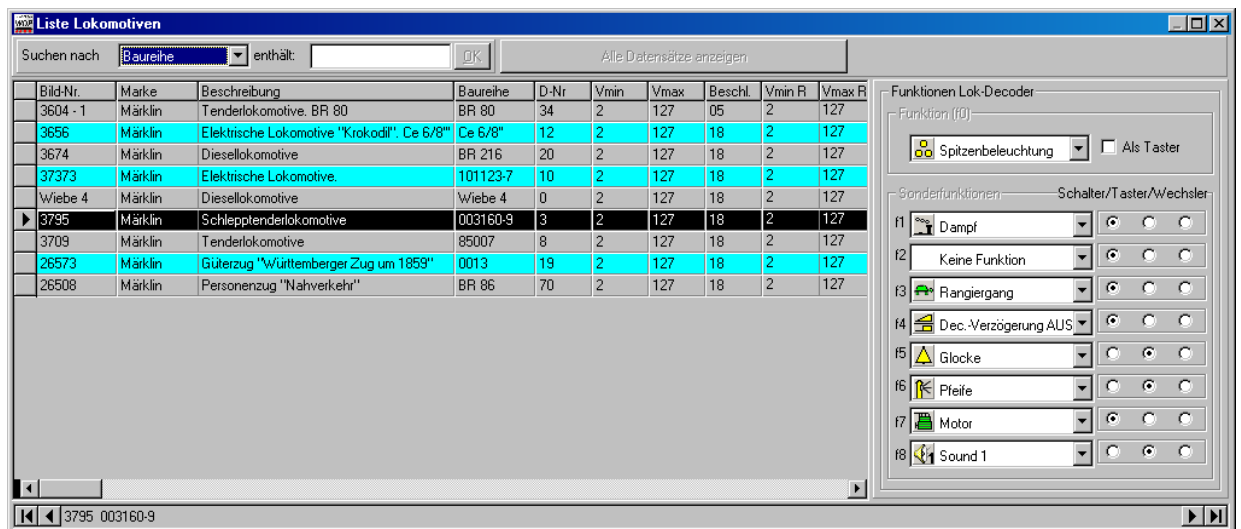 WDP Liste Lokomotiven
Suchen nach Baureihe enthält: OK Alle Datensätze anzeigen
Bild-Nr. Marke Beschreibung Baureihe D-Nr Vmin Vmax Beschl. Vmin R Vmax R
3604 - 1 Märklin Tenderlokomotive. BR 80 BR 80 34 2 127 05 2 127
3656 Märklin Elektrische Lokomotive "Krokodil". Ce 6/8''' Ce 6/8'' 12 2 127 18 2 127
3674 Märklin Diesellokomotive BR 216 20 2 127 18 2 127
37373 Märklin Elektrische Lokomotive. 101123-7 10 2 127 18 2 127
Wiebe 4 Märklin Diesellokomotive Wiebe 4 0 2 127 18 2 127
3795 Märklin Schlepptenderlokomotive 003160-9 3 2 127 18 2 127
3709 Märklin Tenderlokomotive 85007 8 2 127 18 2 127
26573 Märklin Güterzug "Württemberger Zug um 1859" 0013 19 2 127 18 2 127
26508 Märklin Personenzug "Nahverkehr" BR 86 70 2 127 18 2 127
Funktionen Lok-Decoder
Funktion (f0)
Spitzenbeleuchtung Als Taster
Sonderfunktionen Schalter/Taster/Wechsler
f1 Dampf
f2 Keine Funktion
f3 Rangiergang
f4 Dec.-Verzögerung AUS
f5 Glocke
f6 Pfeife
f7 Motor
f8 1 Sound 1
3795 003160-9